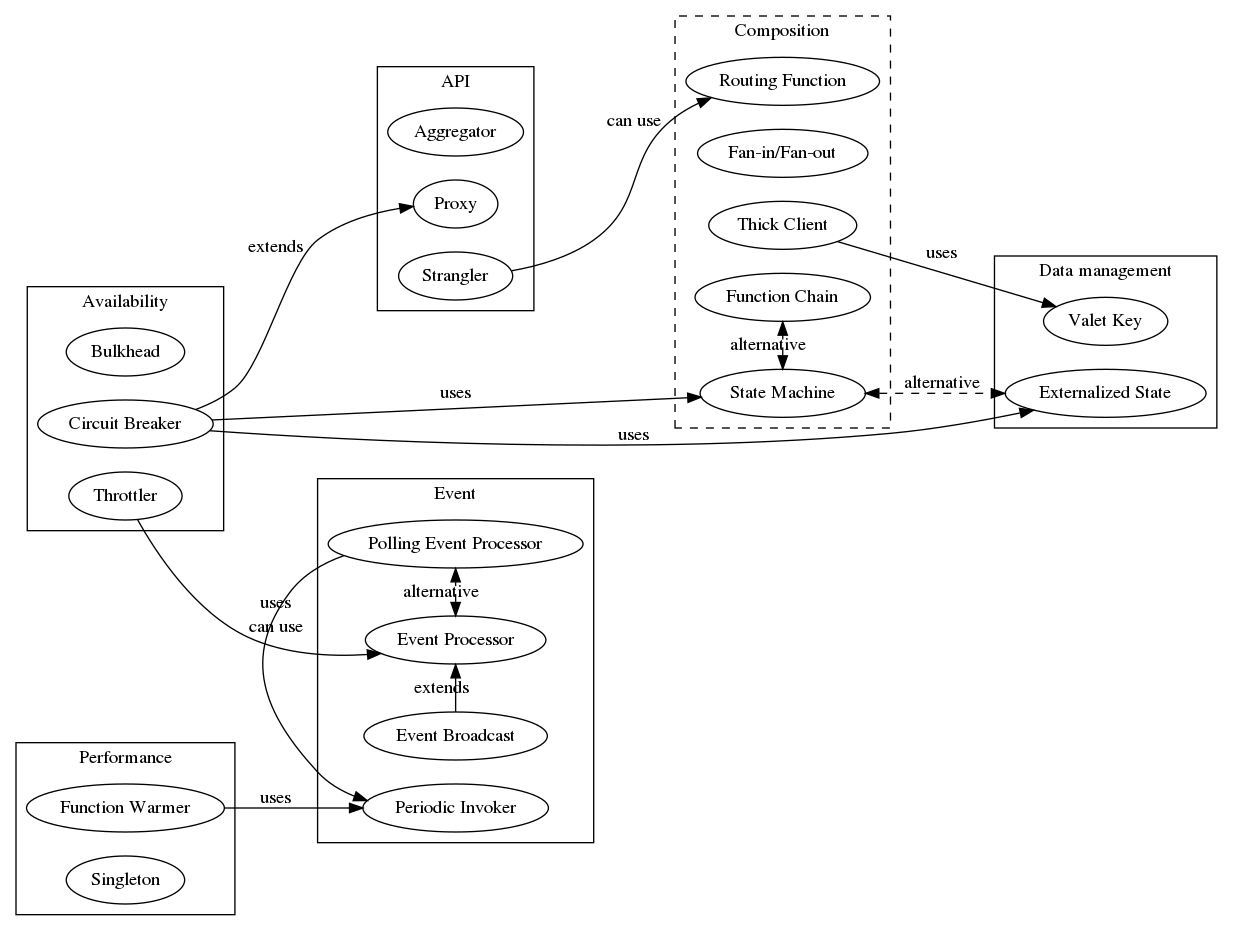 Composition
Routing Function
Fan-in/Fan-out
Thick Client
Function Chain
alternative
State Machine
API
Aggregator
Proxy
Strangler
can use
extends
uses
Data management
Valet Key
alternative
Externalized State
Availability
Bulkhead
Circuit Breaker
Throttler
uses
uses
Event
Polling Event Processor
alternative
Event Processor
extends
Event Broadcast
Periodic Invoker
uses
can use
Performance
Function Warmer
Singleton
uses